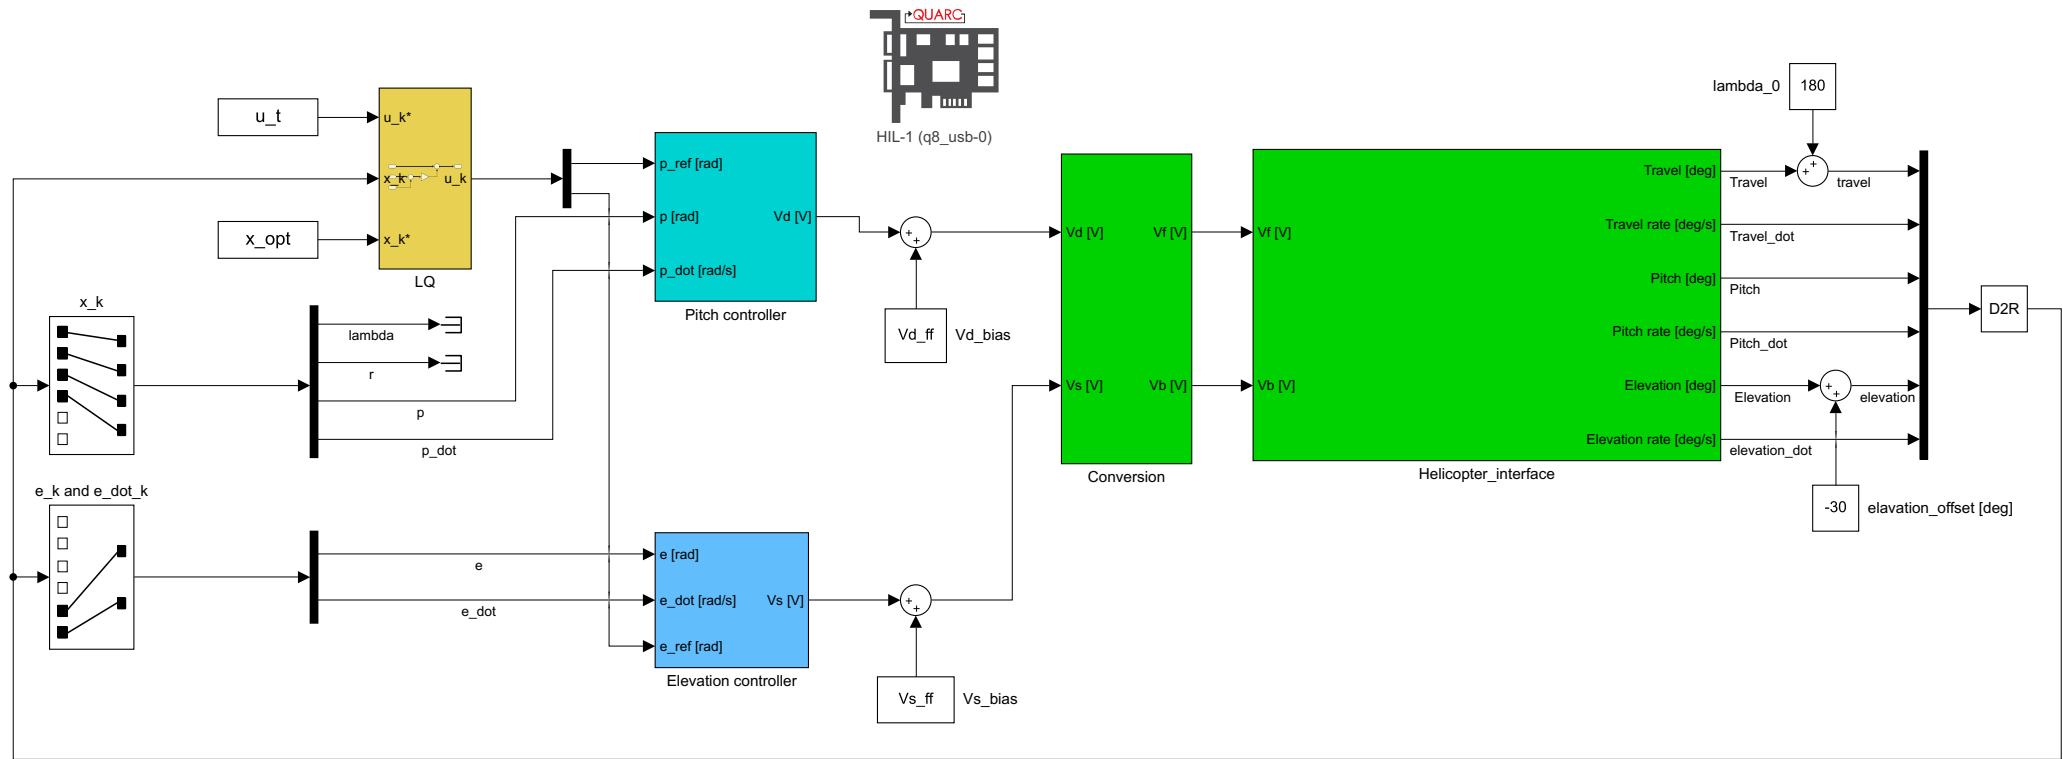 QUARC
HIL-1 (q8_usb-0)
lambda_0
180
u_t
u_k*
x_k
u_k
x_opt
x_k*
LQ
p_ref [rad]
p [rad]
p_dot [rad/s]
Vd [V]
Pitch controller
+
+
Vd_ff
Vd_bias
Vd [V]
Vf [V]
Vs [V]
Vb [V]
Conversion
Vf [V]
Vb [V]
Travel [deg]
Travel rate [deg/s]
Pitch [deg]
Pitch rate [deg/s]
Elevation [deg]
Elevation rate [deg/s]
Helicopter_interface
Travel
+
+
travel
Travel_dot
Pitch
Pitch_dot
Elevation
+
+
elevation
elevation_dot
D2R
-30
elavation_offset [deg]
x_k
lambda
r
p
p_dot
e_k and e_dot_k
e
e_dot
e [rad]
e_dot [rad/s]
e_ref [rad]
Vs [V]
Elevation controller
+
+
Vs_ff
Vs_bias